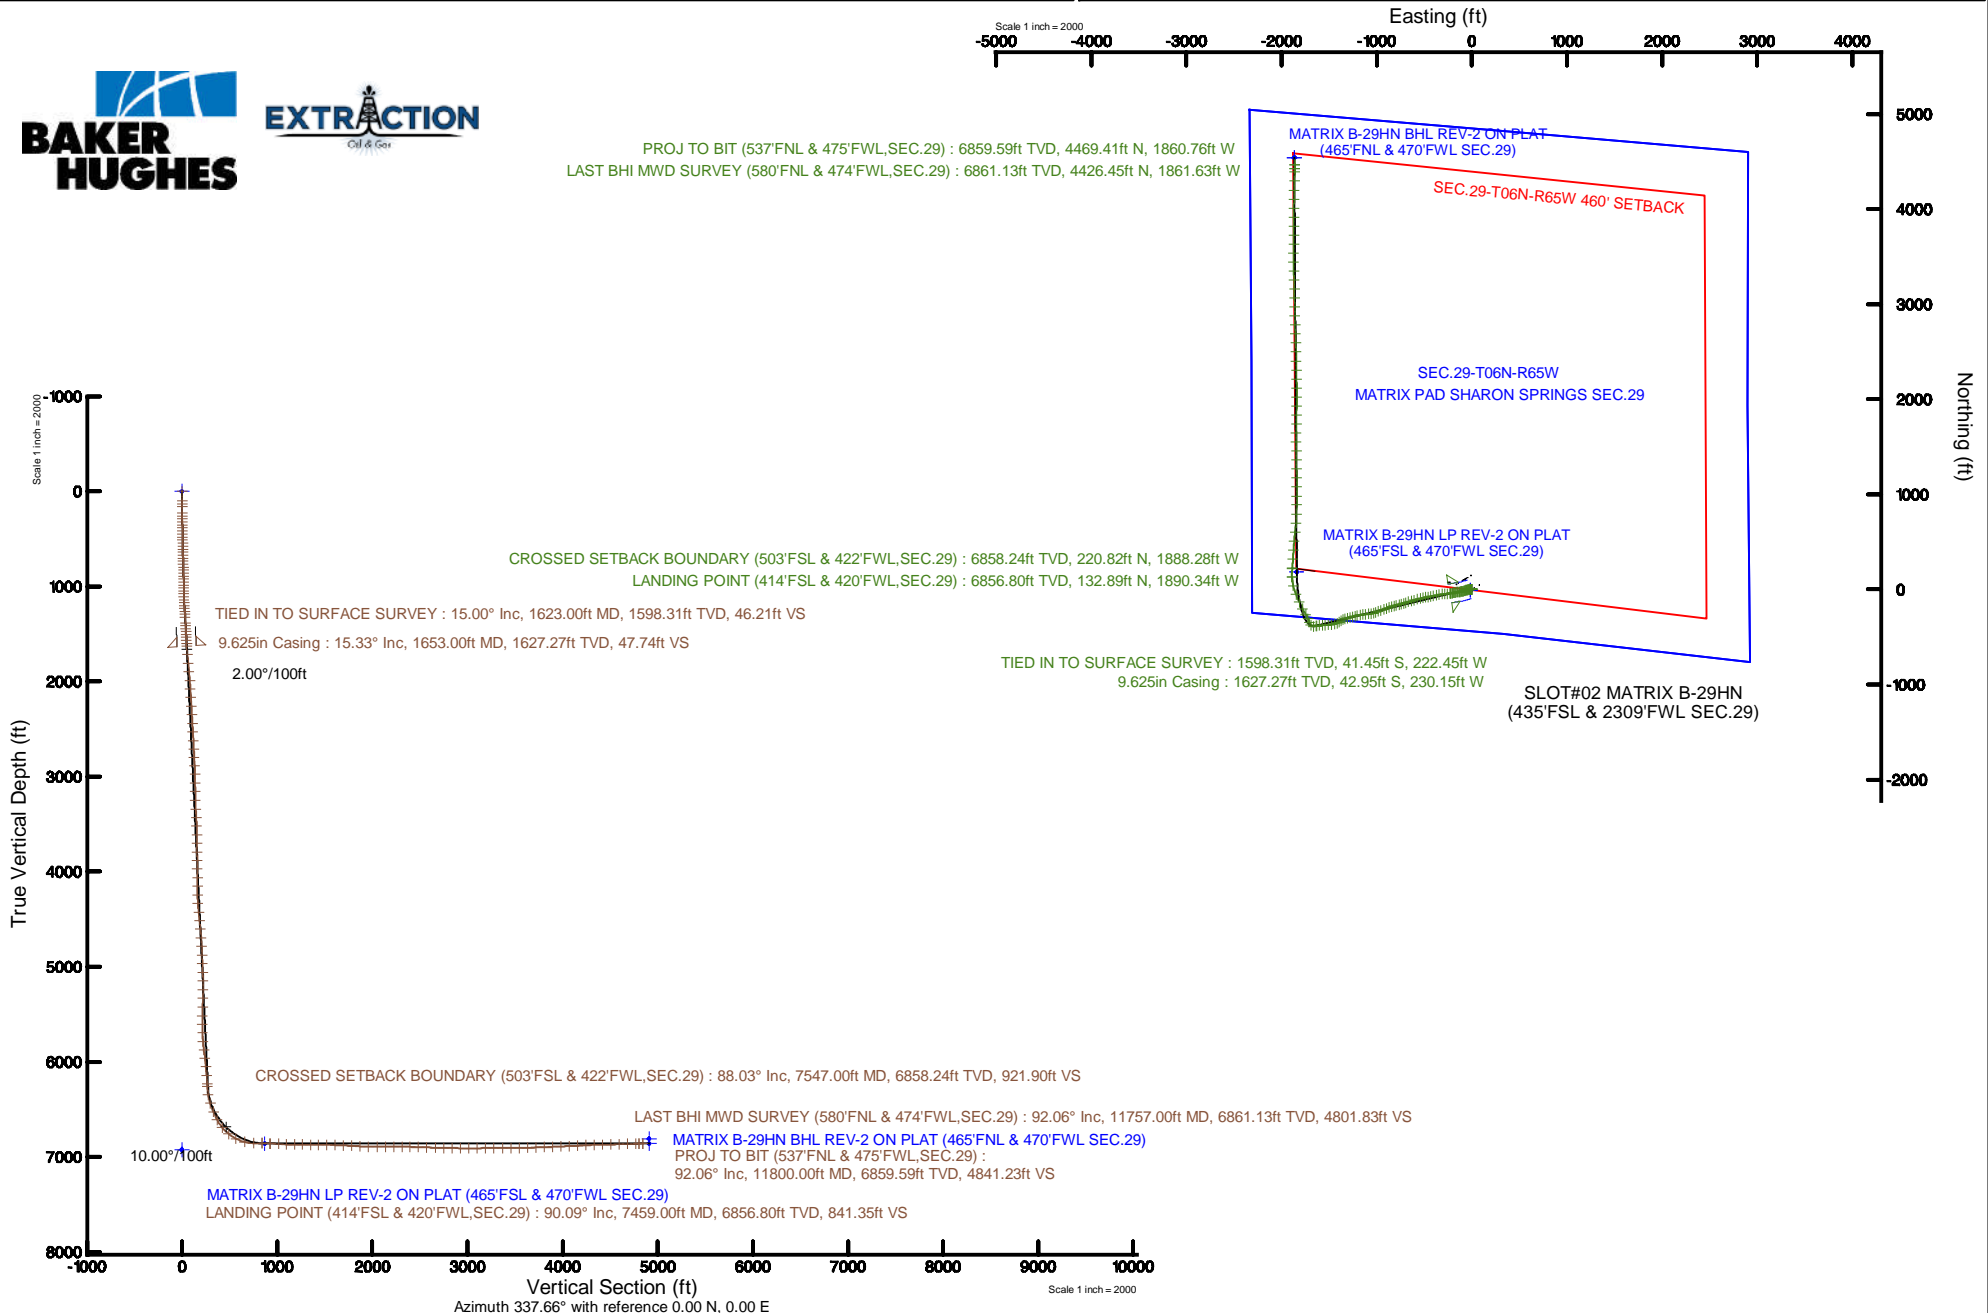 Scale 1 inch = 2000
Easting (ft)
-5000 -4000 -3000 -2000 -1000 0 1000 2000 3000 4000
BAKER
HUGHES
EXTRACTION
Oil & Gas
PROJ TO BIT (537'FNL & 475'FWL,SEC.29) : 6859.59ft TVD, 4469.41ft N, 1860.76ft W
LAST BHI MWD SURVEY (580'FNL & 474'FWL,SEC.29) : 6861.13ft TVD, 4426.45ft N, 1861.63ft W
MATRIX B-29HN BHL REV-2 ON PLAT
(465'FNL & 470'FWL SEC.29)
SEC.29-T06N-R65W 460' SETBACK
SEC.29-T06N-R65W
MATRIX PAD SHARON SPRINGS SEC.29
CROSSED SETBACK BOUNDARY (503'FSL & 422'FWL,SEC.29) : 6858.24ft TVD, 220.82ft N, 1888.28ft W
LANDING POINT (414'FSL & 420'FWL,SEC.29) : 6856.80ft TVD, 132.89ft N, 1890.34ft W
MATRIX B-29HN LP REV-2 ON PLAT
(465'FSL & 470'FWL SEC.29)
TIED IN TO SURFACE SURVEY : 1598.31ft TVD, 41.45ft S, 222.45ft W
9.625in Casing : 1627.27ft TVD, 42.95ft S, 230.15ft W
SLOT#02 MATRIX B-29HN
(435'FSL & 2309'FWL SEC.29)
5000
4000
3000
2000
1000
0
-1000
-2000
Northing (ft)
Scale 1 inch = 2000
-1000
0
1000
2000
3000
4000
5000
6000
7000
8000
True Vertical Depth (ft)
TIED IN TO SURFACE SURVEY : 15.00° Inc, 1623.00ft MD, 1598.31ft TVD, 46.21ft VS
9.625in Casing : 15.33° Inc, 1653.00ft MD, 1627.27ft TVD, 47.74ft VS
2.00°/100ft
CROSSED SETBACK BOUNDARY (503'FSL & 422'FWL,SEC.29) : 88.03° Inc, 7547.00ft MD, 6858.24ft TVD, 921.90ft VS
LAST BHI MWD SURVEY (580'FNL & 474'FWL,SEC.29) : 92.06° Inc, 11757.00ft MD, 6861.13ft TVD, 4801.83ft VS
MATRIX B-29HN BHL REV-2 ON PLAT (465'FNL & 470'FWL SEC.29)
PROJ TO BIT (537'FNL & 475'FWL,SEC.29) :
92.06° Inc, 11800.00ft MD, 6859.59ft TVD, 4841.23ft VS
10.00°/100ft
MATRIX B-29HN LP REV-2 ON PLAT (465'FSL & 470'FWL SEC.29)
LANDING POINT (414'FSL & 420'FWL,SEC.29) : 90.09° Inc, 7459.00ft MD, 6856.80ft TVD, 841.35ft VS
-1000 0 1000 2000 3000 4000 5000 6000 7000 8000 9000 10000
Vertical Section (ft)
Scale 1 inch = 2000
Azimuth 337.66° with reference 0.00 N, 0.00 E